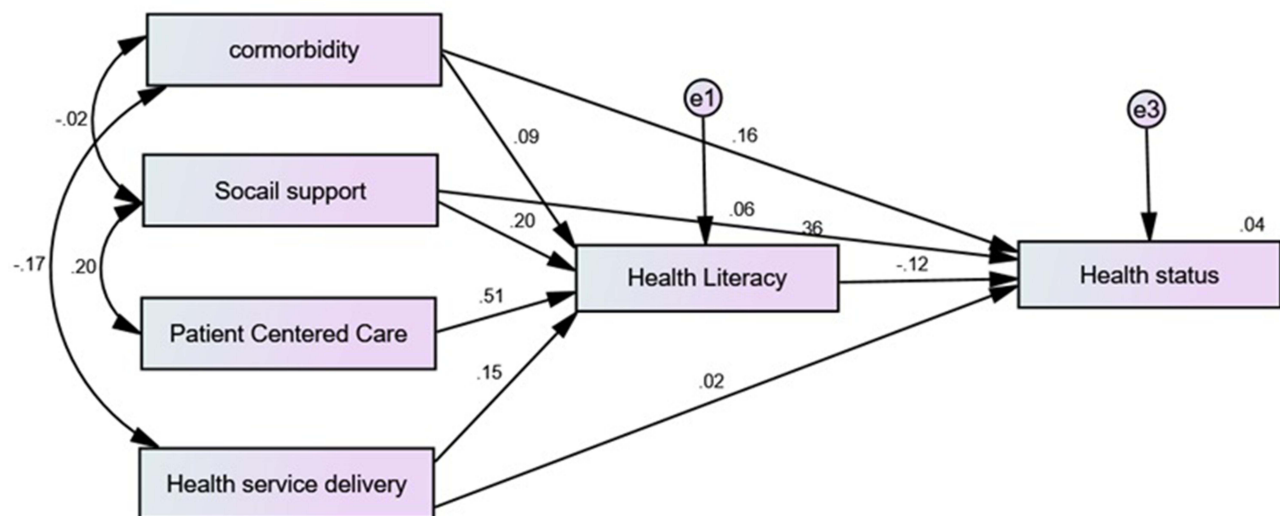 cormorbidity
e1
e3
-.02
.09
.16
Socail support
.20
.06
.36
.04
-.17
.20
Health Literacy
-.12
Health status
.51
Patient Centered Care
.15
.02
Health service delivery